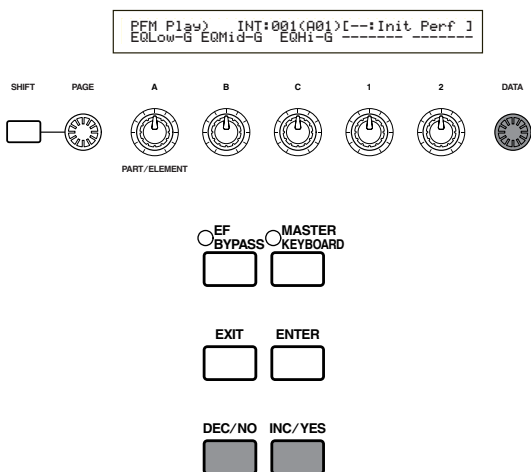 PFM Play) INT:001(A01)[--:Init Perf ]
EQLow-G EQMid-G EQHi-G ------- -------
SHIFT PAGE A B C 1 2 DATA
PART/ELEMENT
EF BYPASS MASTER KEYBOARD
EXIT ENTER
DEC/NO INC/YES